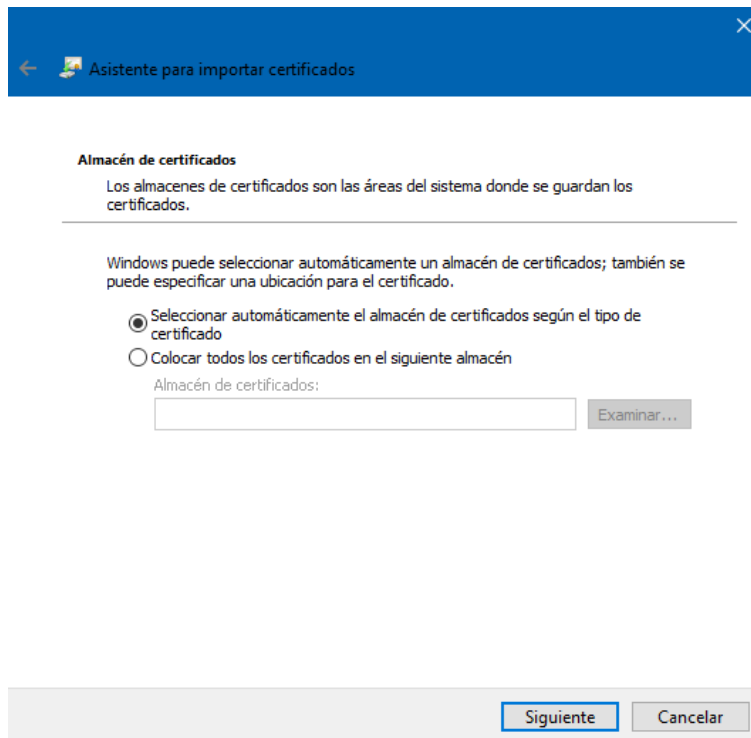 Asistente para importar certificados
Almacén de certificados
Los almacenes de certificados son las áreas del sistema donde se guardan los
certificados.
Windows puede seleccionar automáticamente un almacén de certificados; también se
puede especificar una ubicación para el certificado.
Seleccionar automáticamente el almacén de certificados según el tipo de
certificado
Colocar todos los certificados en el siguiente almacén
Almacén de certificados:
Examinar...
Siguiente Cancelar